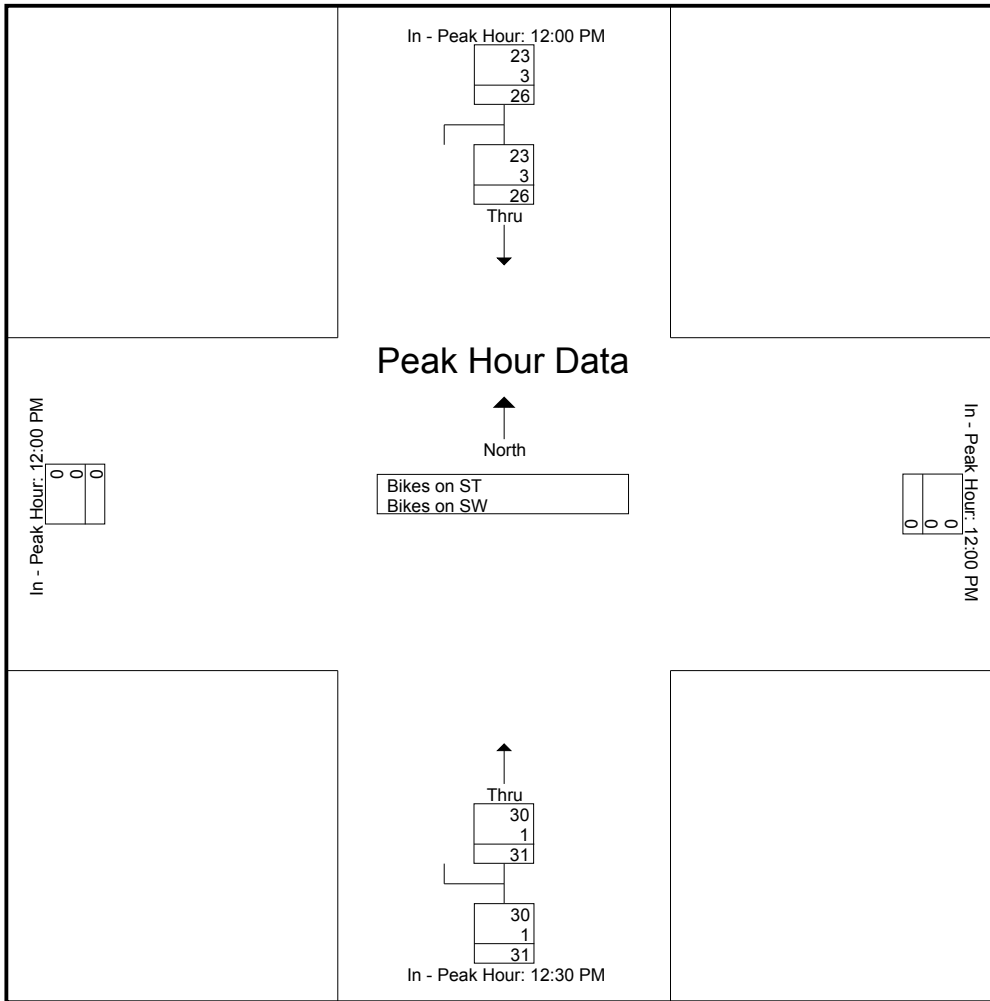 In - Peak Hour: 12:00 PM
23
3
26
23
3
26
Thru
Peak Hour Data
North
Bikes on ST
Bikes on SW
In - Peak Hour: 12:00 PM
0
0
0
In - Peak Hour: 12:00 PM
0
0
0
Thru
30
1
31
30
1
31
In - Peak Hour: 12:30 PM